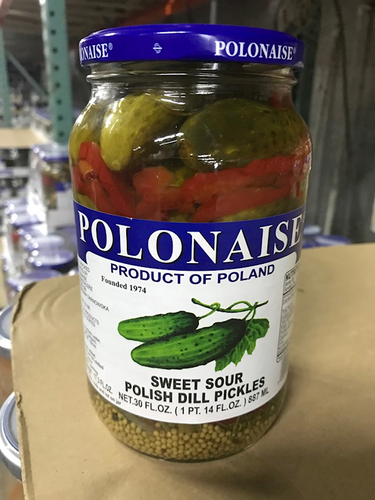 POLONAISE®
POLONAISE
PRODUCT OF POLAND
Founded 1974
SWEET SOUR
POLISH DILL PICKLES
NET.30 FL.OZ. ( 1 PT. 14 FL.OZ. ) 887 ML